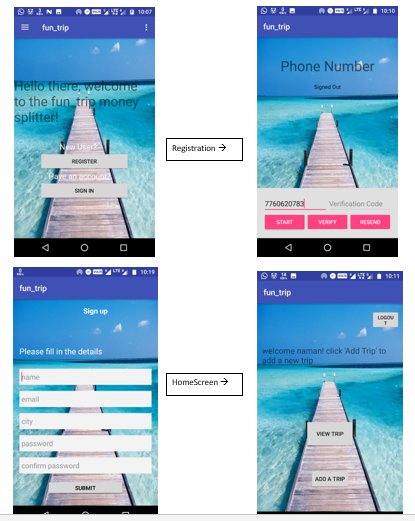 10:07
fun_trip
Hello there, welcome
to the fun_trip money
splitter!
New User?
REGISTER
Have an account?
SIGN IN
Registration →
10:10
fun_trip
Phone Number
Signed Out
7760620783
Verification Code
START
VERIFY
RESEND
10:19
fun_trip
Sign up
Please fill in the details
name
email
city
password
confirm password
SUBMIT
HomeScreen →
10:11
fun_trip
LOGOU
T
welcome naman! click 'Add Trip' to
add a new trip
VIEW TRIP
ADD A TRIP